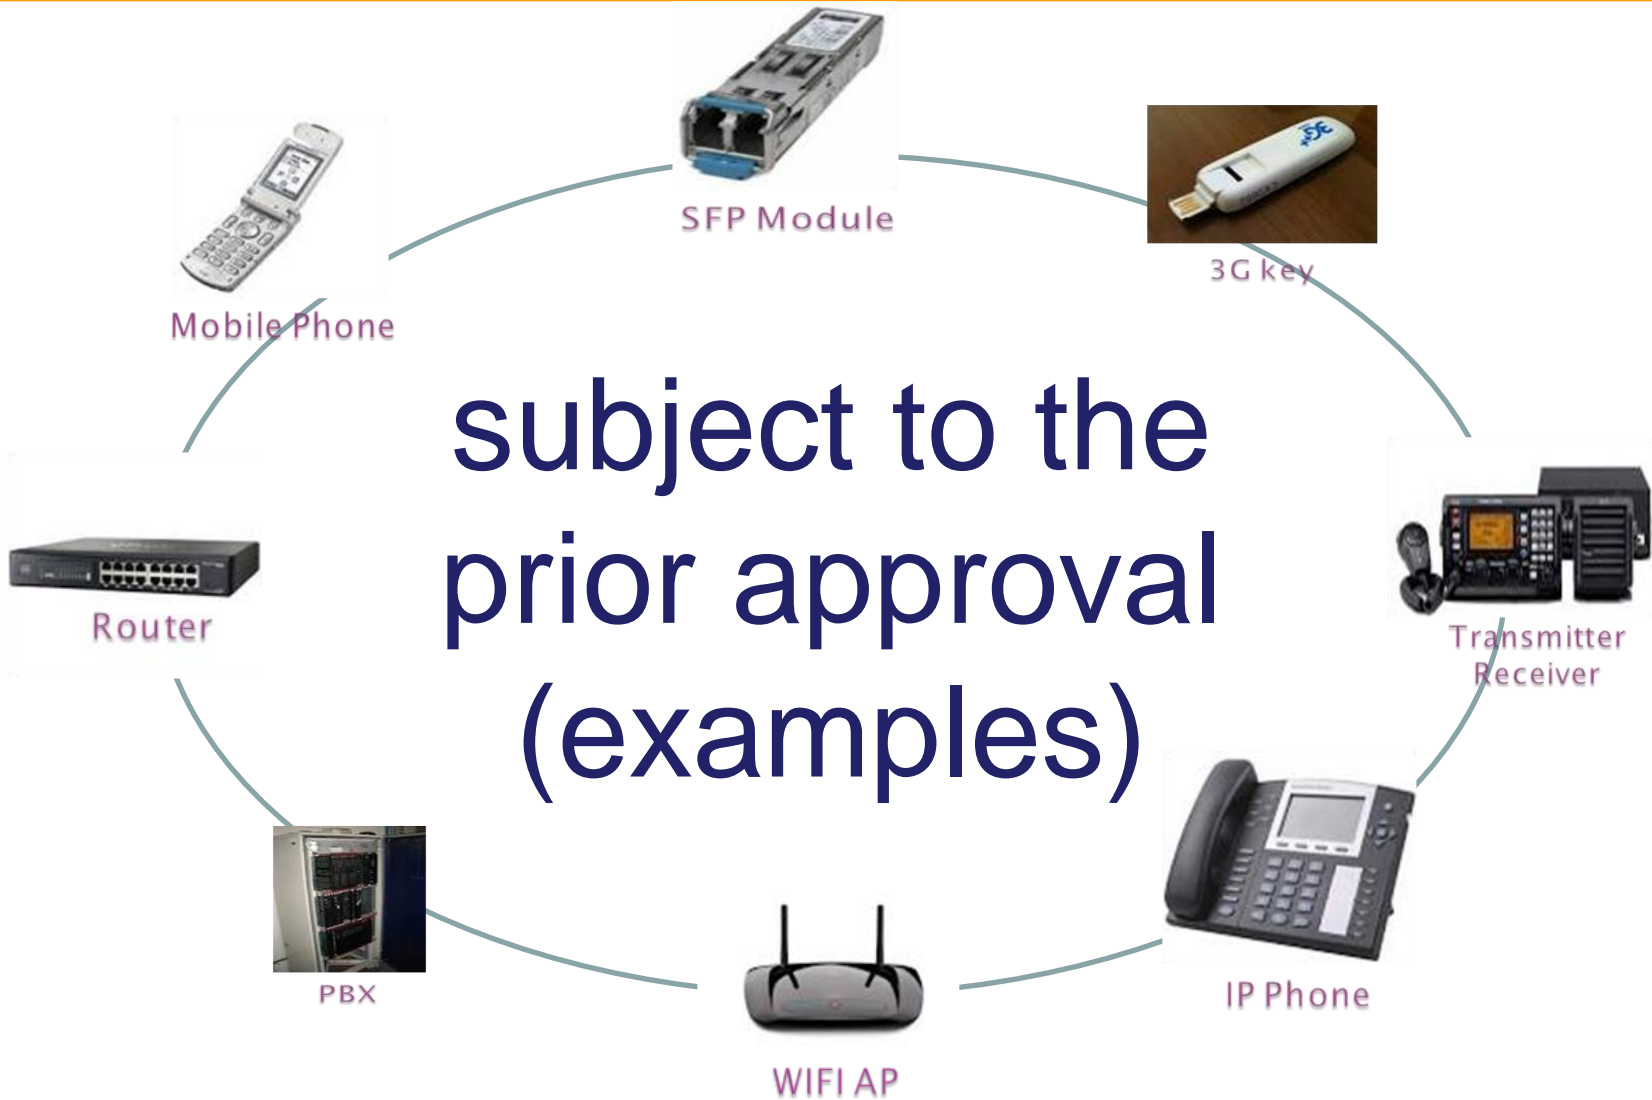 SFP Module
3G key
Mobile Phone
subject to the
prior approval
(examples)
Router
Transmitter
Receiver
PBX
IP Phone
WIFI AP
3G+